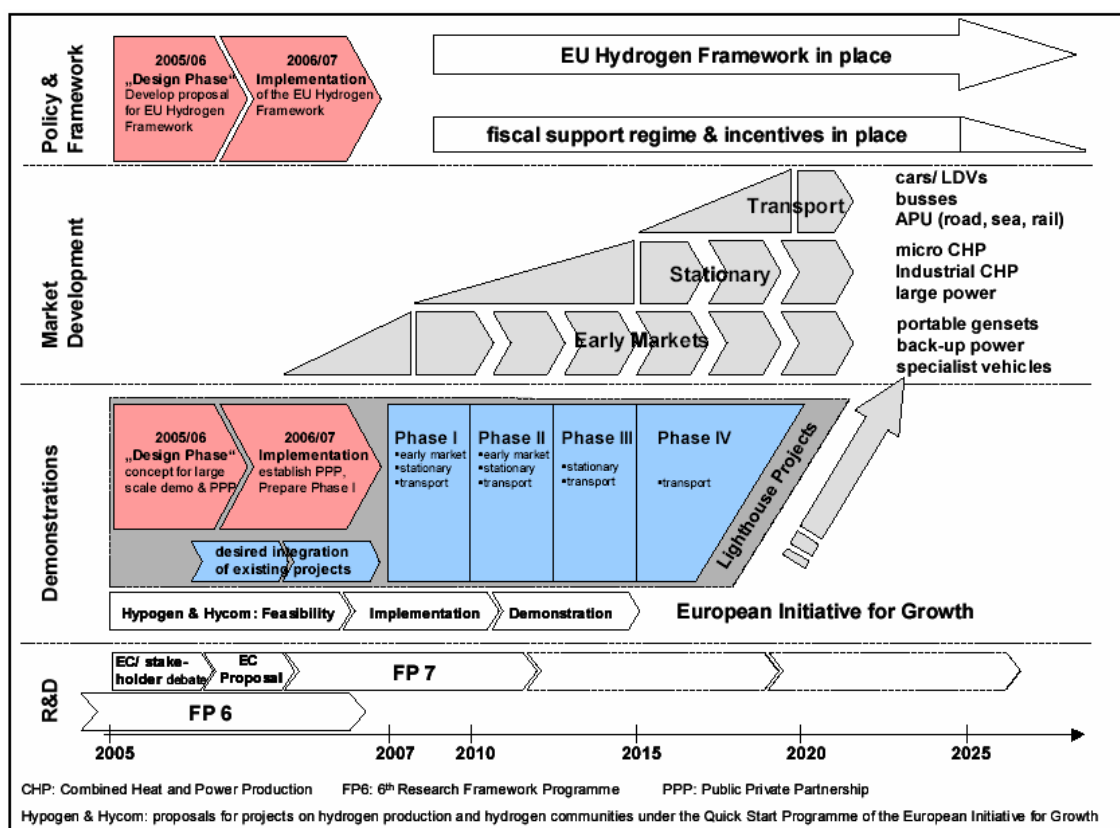 Policy &
Framework
2005/06
„Design Phase“
Develop proposal
for EU Hydrogen
Framework
2006/07
Implementation
of the EU Hydrogen
Framework
EU Hydrogen Framework in place
fiscal support regime & incentives in place
Market
Development
Transport
cars/ LDVs
busses
APU (road, sea, rail)
Stationary
micro CHP
Industrial CHP
large power
Early Markets
portable gensets
back-up power
specialist vehicles
Demonstrations
2005/06
„Design Phase“
concept for large
scale demo & PPP
2006/07
Implementation
establish PPP,
Prepare Phase I
desired integration
of existing projects
Phase I
▪early market
▪stationary
▪transport
Phase II
▪early market
▪stationary
▪transport
Phase III
▪stationary
▪transport
Phase IV
▪transport
Lighthouse Projects
Hypogen & Hycom: Feasibility
Implementation
Demonstration
European Initiative for Growth
R&D
EC/ stake-
holder debate
EC
Proposal
FP 7
FP 6
2005
2007
2010
2015
2020
2025
CHP: Combined Heat and Power Production
FP6: 6th Research Framework Programme
PPP: Public Private Partnership
Hypogen & Hycom: proposals for projects on hydrogen production and hydrogen communities under the Quick Start Programme of the European Initiative for Growth